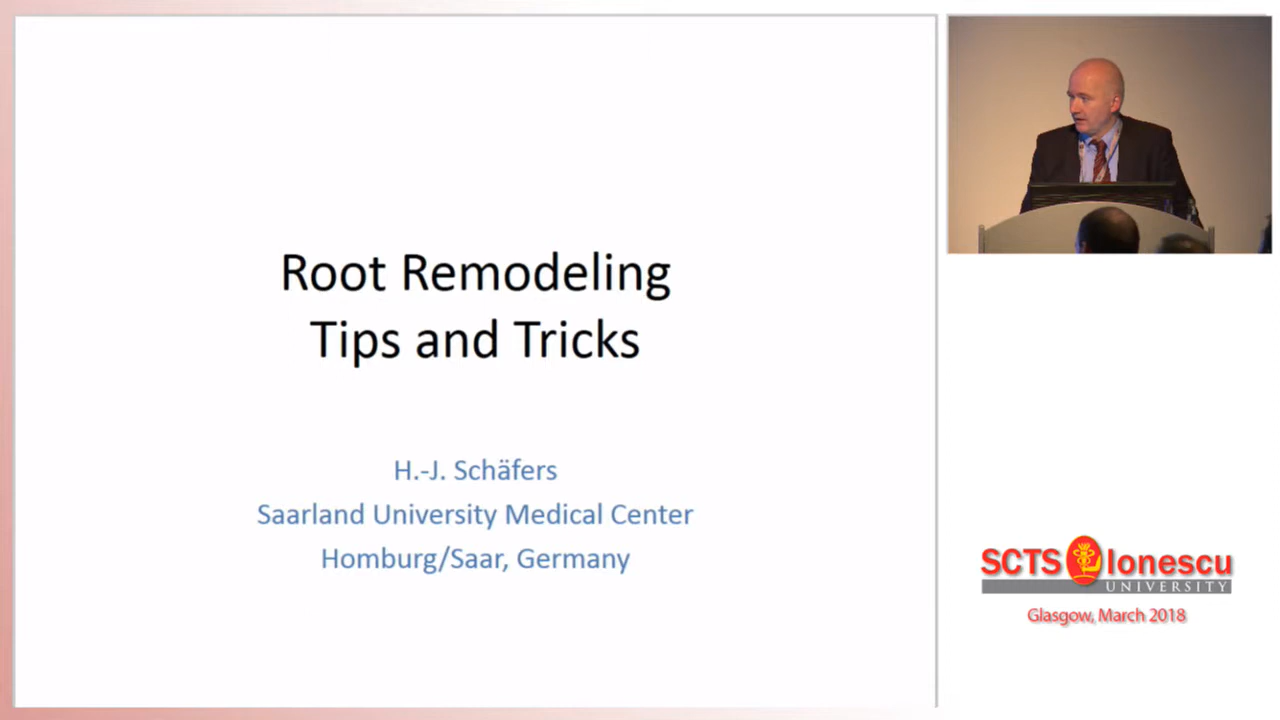 Root Remodeling
Tips and Tricks
H.-J. Schäfers
Saarland University Medical Center
Homburg/Saar, Germany
SCTS Ionescu
UNIVERSITY
Glasgow, March 2018